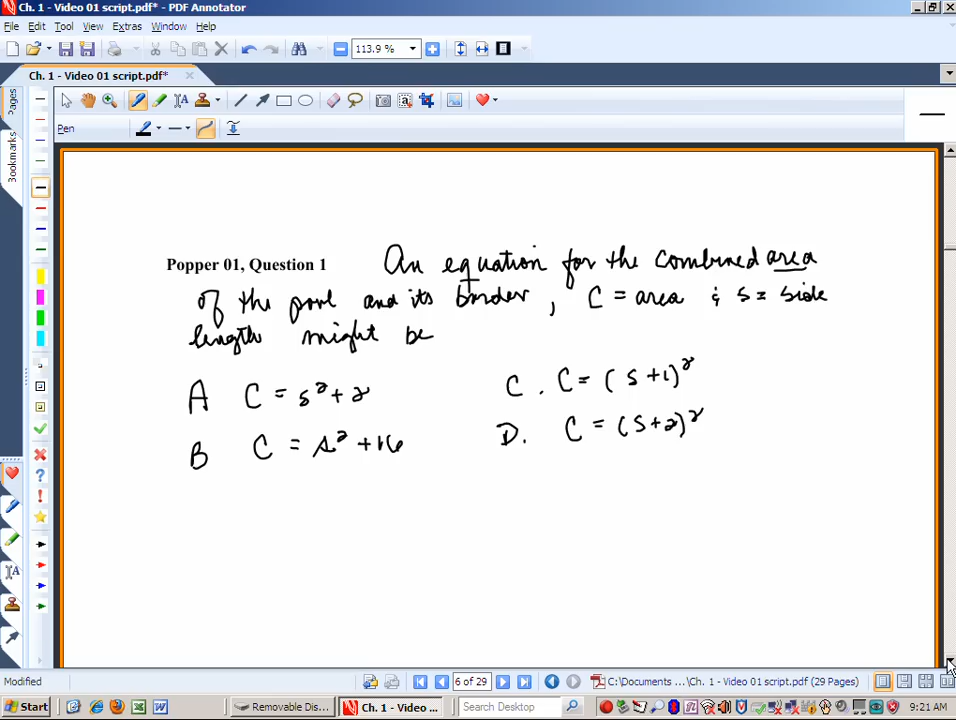 Ch. 1 - Video 01 script.pdf* - PDF Annotator
File Edit Tool View Extras Window Help
113.9 %
Ch. 1 - Video 01 script.pdf*
Pages
Bookmarks
Pen
Popper 01, Question 1 An equation for the combined area
of the pool and its border, C = area & s = side
length might be
A C = s² + 2
C. C = (s+1)²
B C = s² + 16
D. C = (s+2)²
Modified
6 of 29
C:\Documents ...\Ch. 1 - Video 01 script.pdf (29 Pages)
Start
Removable Dis...
Ch. 1 - Video ...
Search Desktop
9:21 AM